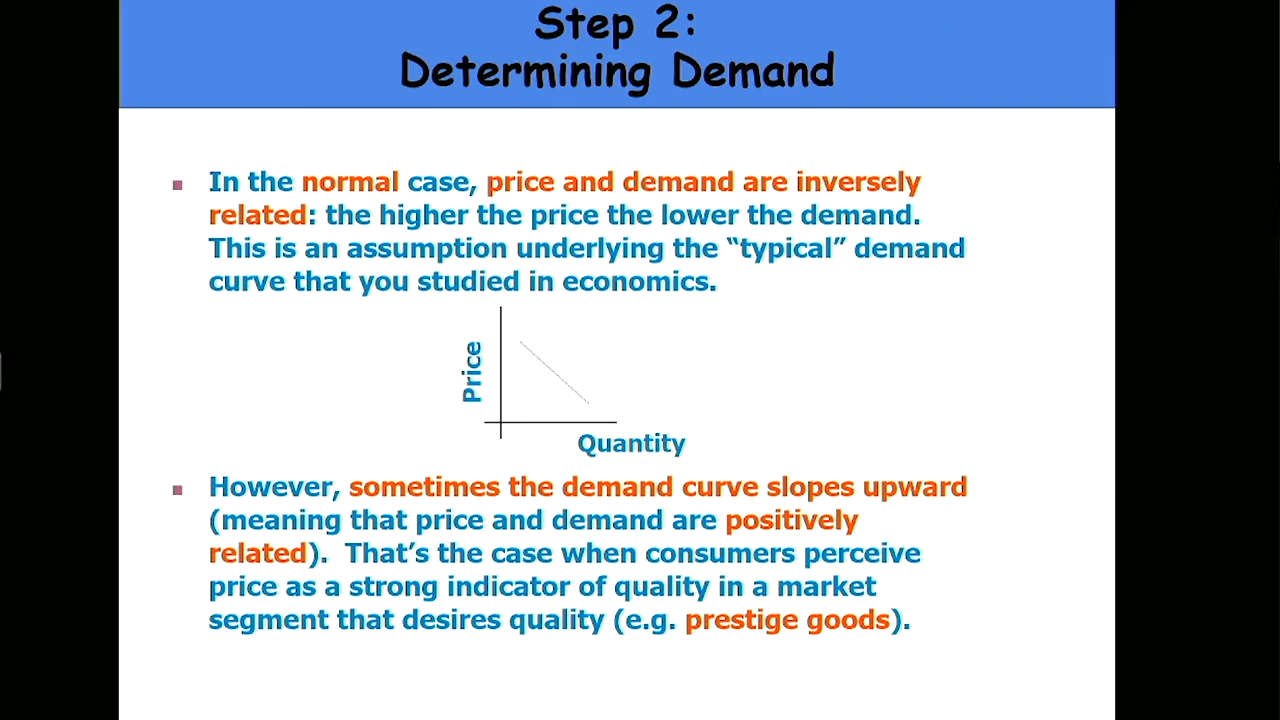 Step 2:
Determining Demand
In the normal case, price and demand are inversely
related: the higher the price the lower the demand.
This is an assumption underlying the “typical” demand
curve that you studied in economics.
Price
Quantity
However, sometimes the demand curve slopes upward
(meaning that price and demand are positively
related). That’s the case when consumers perceive
price as a strong indicator of quality in a market
segment that desires quality (e.g. prestige goods).